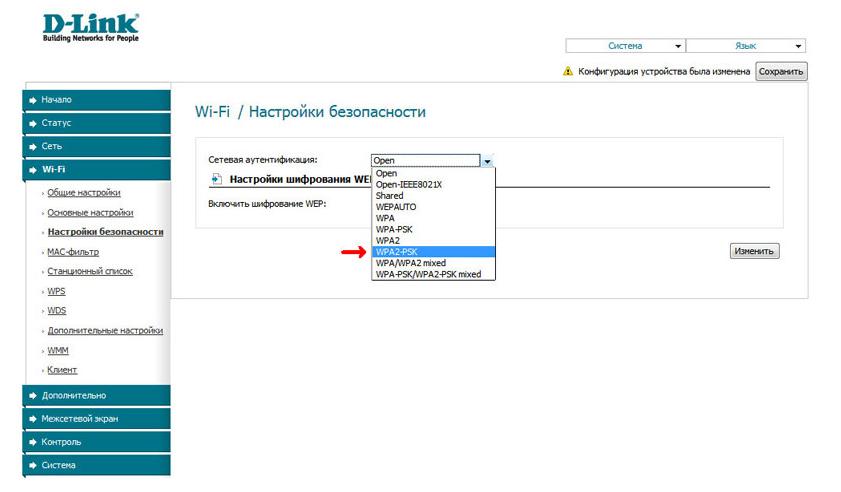 D-Link
Building Networks for People
Система
Язык
Конфигурация устройства была изменена
Сохранить
Начало
Статус
Сеть
Wi-Fi
Общие настройки
Основные настройки
Настройки безопасности
MAC-фильтр
Станционный список
WPS
WDS
Дополнительные настройки
WMM
Клиент
Дополнительно
Межсетевой экран
Контроль
Система
Wi-Fi / Настройки безопасности
Сетевая аутентификация:
Open
Настройки шифрования WEP
Включить шифрование WEP:
Open
Open-IEEE8021X
Shared
WEPAUTO
WPA
WPA-PSK
WPA2
WPA2-PSK
WPA/WPA2 mixed
WPA-PSK/WPA2-PSK mixed
Изменить